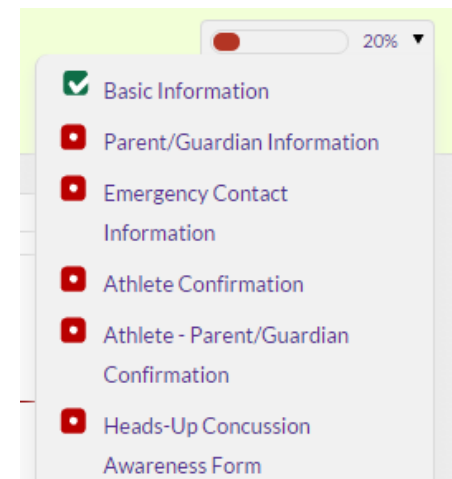 20% ▼
Basic Information
Parent/Guardian Information
Emergency Contact
Information
Athlete Confirmation
Athlete - Parent/Guardian
Confirmation
Heads-Up Concussion
Awareness Form